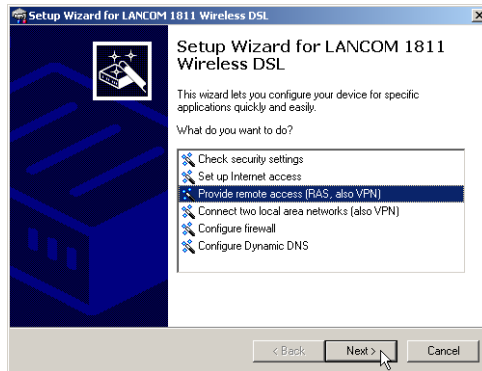 Setup Wizard for LANCOM 1811 Wireless DSL
Setup Wizard for LANCOM 1811
Wireless DSL
This wizard lets you configure your device for specific
applications quickly and easily.
What do you want to do?
Check security settings
Set up Internet access
Provide remote access (RAS, also VPN)
Connect two local area networks (also VPN)
Configure firewall
Configure Dynamic DNS
< Back
Next >
Cancel